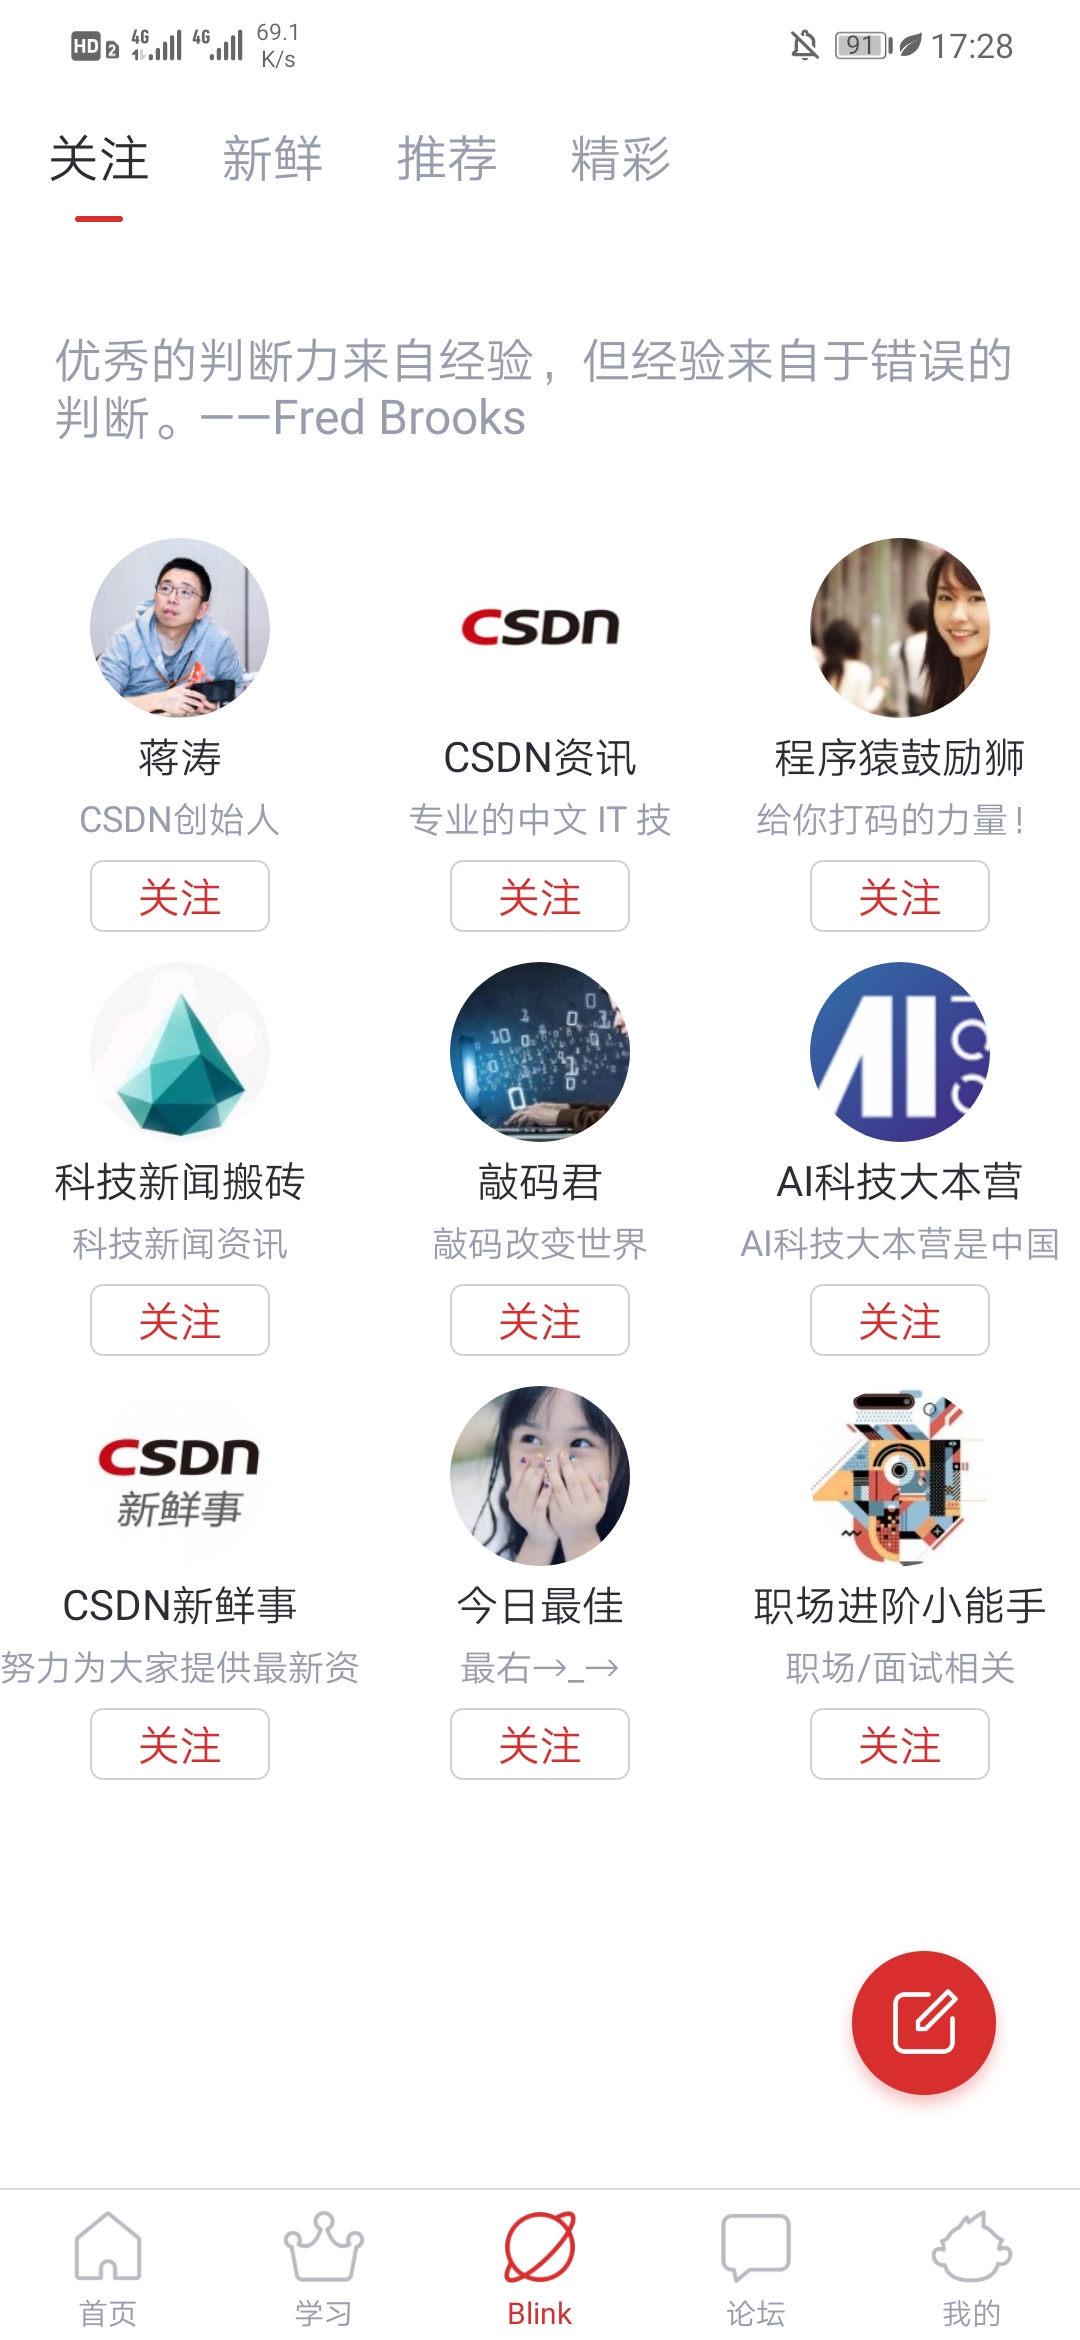 HD 2 4G 4G 69.1 K/s 91 17:28
关注 新鲜 推荐 精彩
优秀的判断力来自经验，但经验来自于错误的
判断。——Fred Brooks
CSDN
蒋涛 CSDN资讯 程序猿鼓励狮
CSDN创始人 专业的中文 IT 技 给你打码的力量！
关注 关注 关注
AI
科技新闻搬砖 敲码君 AI科技大本营
科技新闻资讯 敲码改变世界 AI科技大本营是中国
关注 关注 关注
CSDN
新鲜事
CSDN新鲜事 今日最佳 职场进阶小能手
努力为大家提供最新资 最右→_→ 职场/面试相关
关注 关注 关注
首页 学习 Blink 论坛 我的